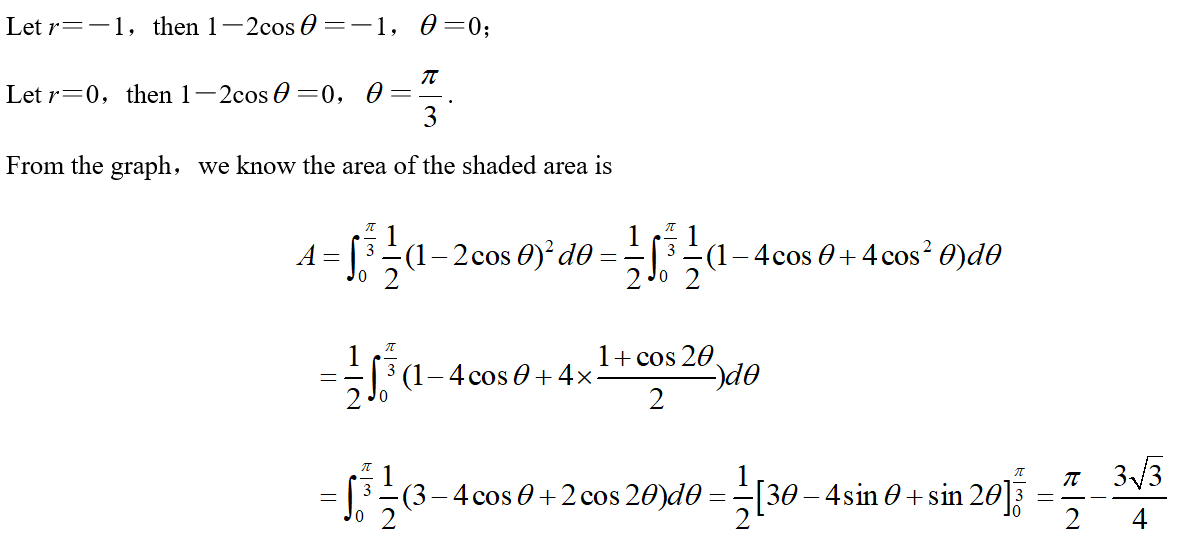 Let r=-1, then 1-2cos θ=-1, θ=0;
Let r=0, then 1-2cos θ=0, θ=π/3.
From the graph, we know the area of the shaded area is
A = ∫_0^{π/3} 1/2 (1-2cos θ)² dθ = 1/2 ∫_0^{π/3} 1/2 (1-4cos θ+4cos² θ)dθ
= 1/2 ∫_0^{π/3} (1-4cos θ+4×(1+cos 2θ)/2)dθ
= ∫_0^{π/3} 1/2 (3-4cos θ+2cos 2θ)dθ = 1/2 [3θ-4sin θ+sin 2θ]_0^{π/3} = π/2 - 3√3/4